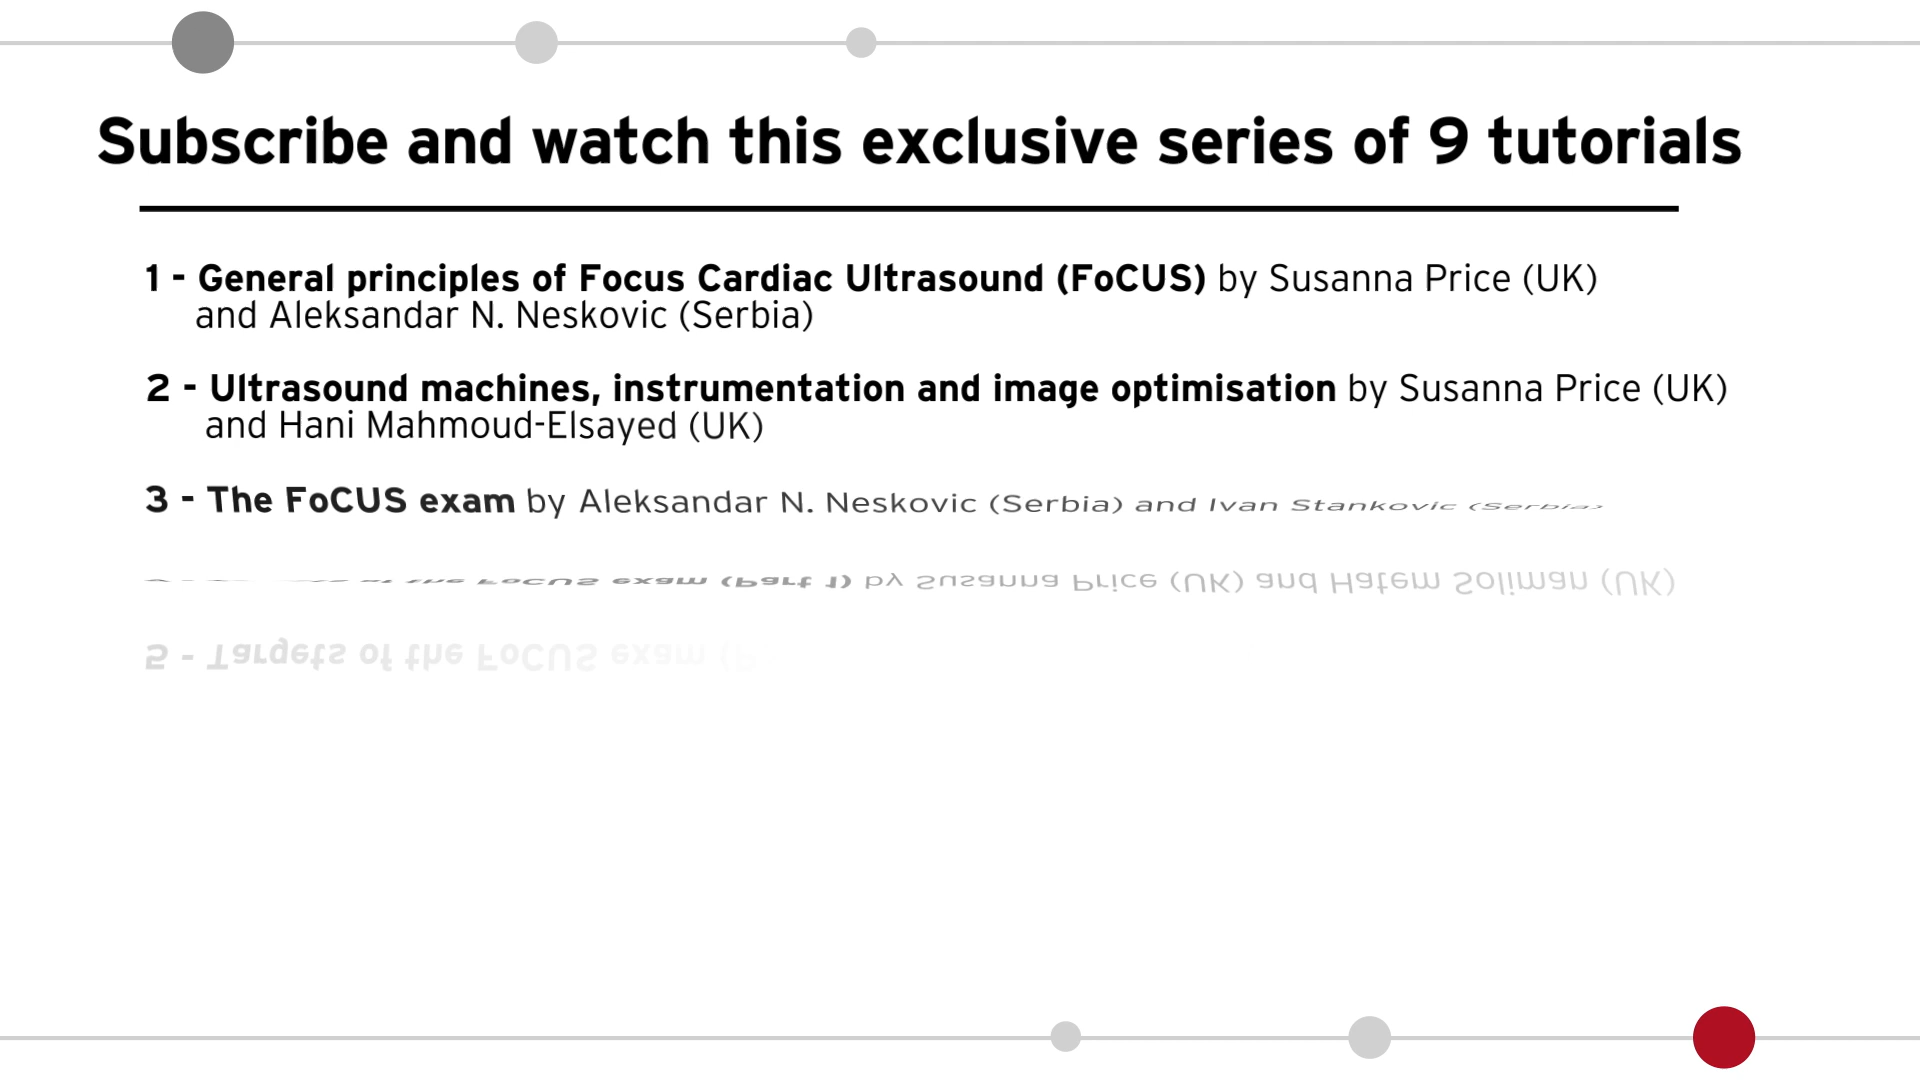 Subscribe and watch this exclusive series of 9 tutorials
1 - General principles of Focus Cardiac Ultrasound (FoCUS) by Susanna Price (UK)
and Aleksandar N. Neskovic (Serbia)
2 - Ultrasound machines, instrumentation and image optimisation by Susanna Price (UK)
and Hani Mahmoud-Elsayed (UK)
3 - The FoCUS exam by Aleksandar N. Neskovic (Serbia) and Ivan Stankovic (Serbia)
of the FoCUS exam (Part 1) by Susanna Price (UK) and Hatem Soliman (UK)
5 - Targets of the FoCUS exam (P